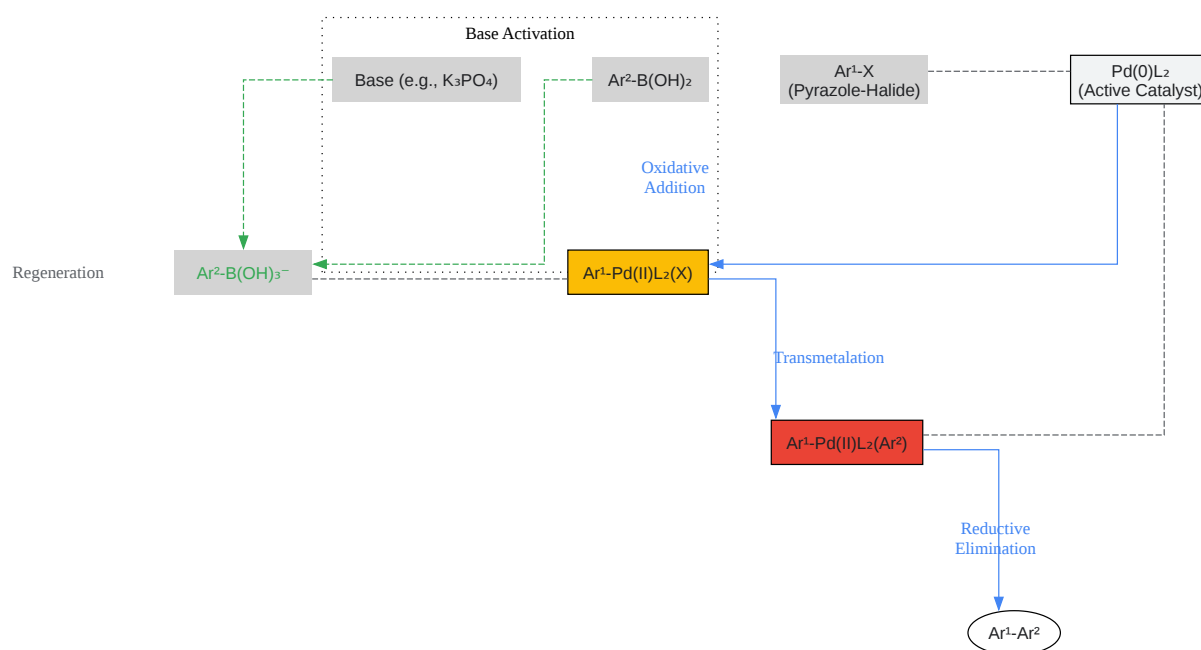 Base Activation
Base (e.g., K₃PO₄)
Ar²-B(OH)₂
Ar¹-X
(Pyrazole-Halide)
Pd(0)L₂
(Active Catalyst)
Oxidative
Addition
Regeneration
Ar²-B(OH)₃⁻
Ar¹-Pd(II)L₂(X)
Transmetalation
Ar¹-Pd(II)L₂(Ar²)
Reductive
Elimination
Ar¹-Ar²